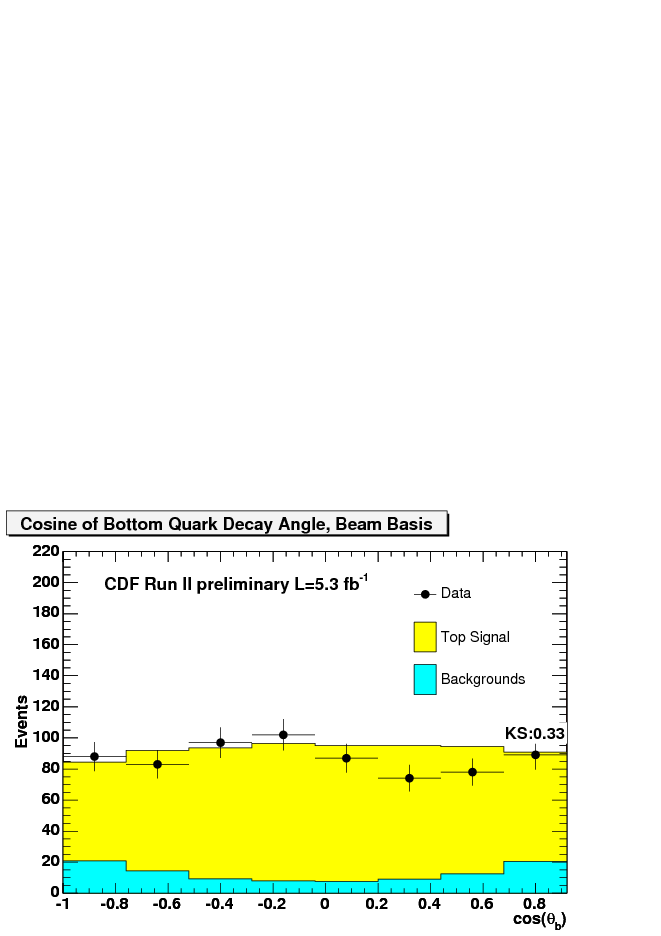 Cosine of Bottom Quark Decay Angle, Beam Basis
CDF Run II preliminary L=5.3 fb-1
Data
Top Signal
Backgrounds
KS:0.33
Events
220
200
180
160
140
120
100
80
60
40
20
0
-1 -0.8 -0.6 -0.4 -0.2 0 0.2 0.4 0.6 0.8
cos(θb)